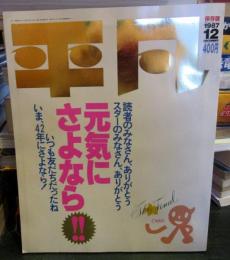 平凡
保存版
1987
12
400円
読者のみなさん、ありがとう
スターのみなさん、ありがとう
元気に
さよなら!!
いつも友だちだったね
いま、42年にさよなら!
The Final